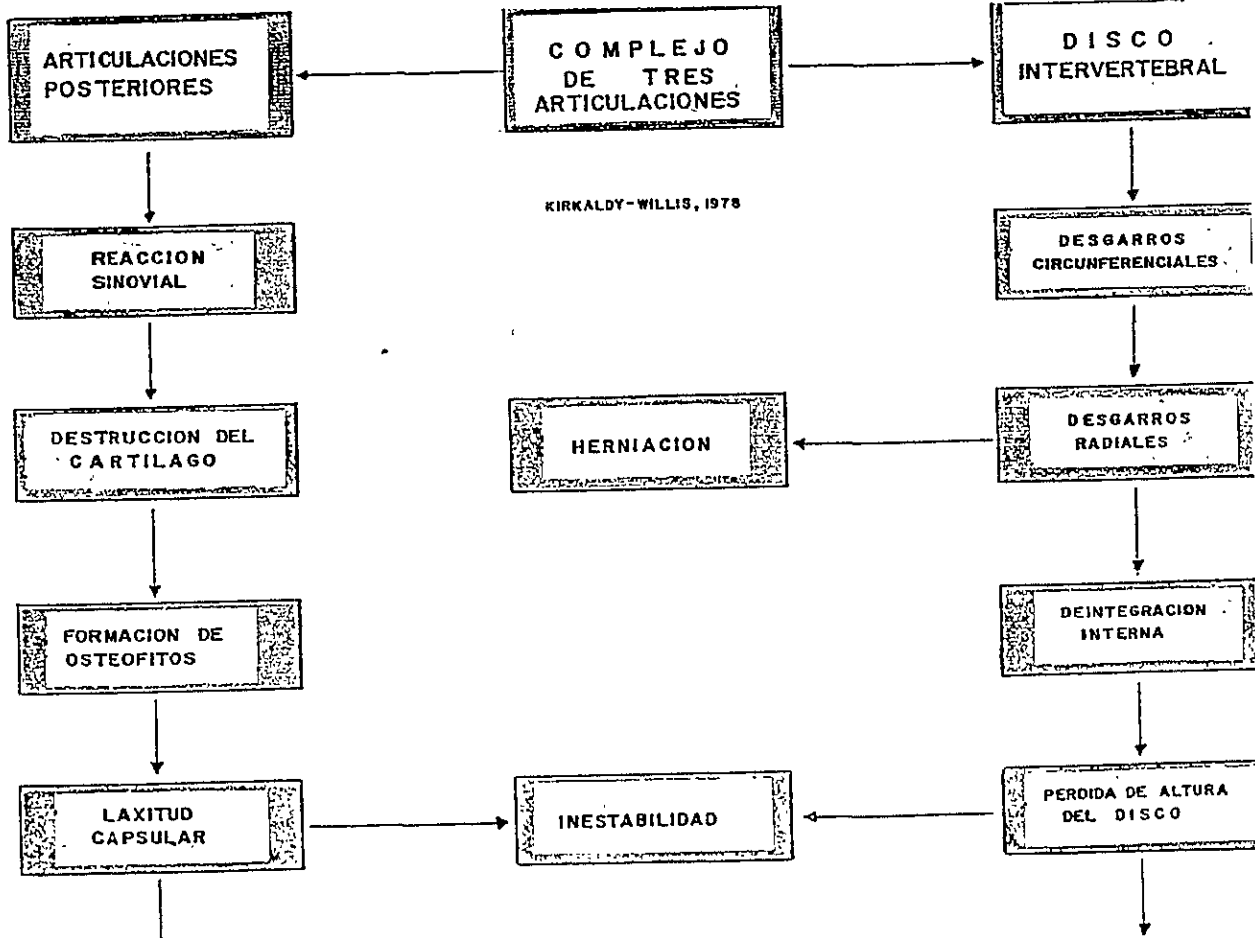 ARTICULACIONES
POSTERIORES
COMPLEJO
DE TRES
ARTICULACIONES
DISCO
INTERVERTEBRAL
KIRKALDY-WILLIS, 1978
REACCION
SINOVIAL
DESGARROS
CIRCUNFERENCIALES
DESTRUCCION DEL
CARTILAGO
HERNIACION
DESGARROS
RADIALES
FORMACION DE
OSTEOFITOS
DEINTEGRACION
INTERNA
LAXITUD
CAPSULAR
INESTABILIDAD
PERDIDA DE ALTURA
DEL DISCO